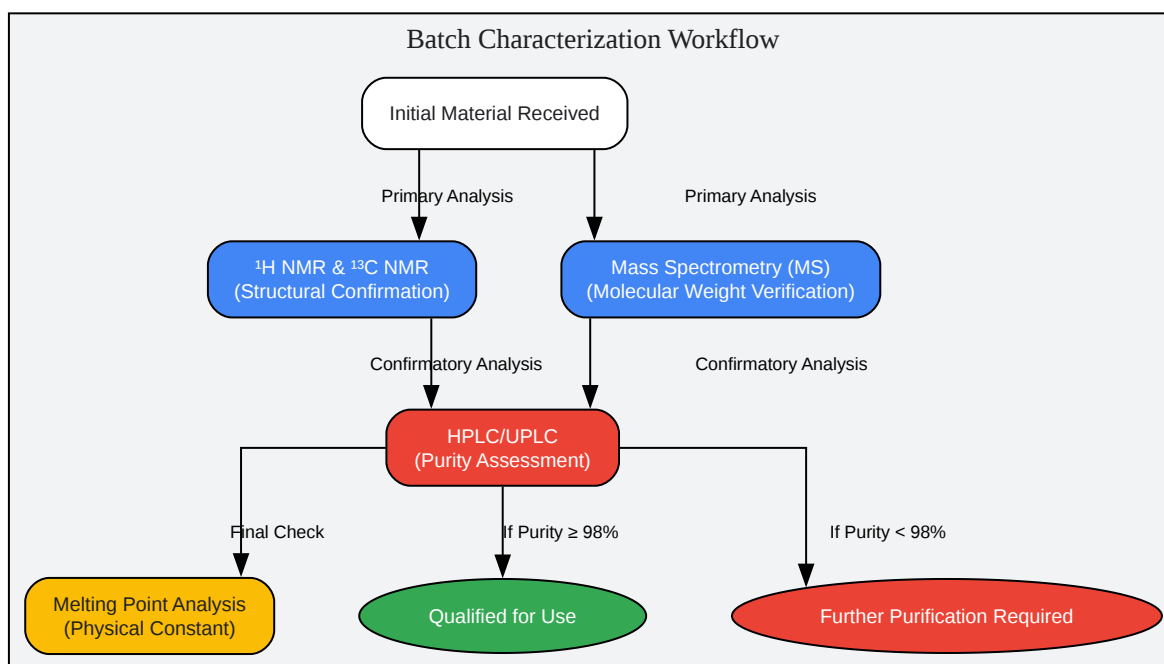 Batch Characterization Workflow
Initial Material Received
Primary Analysis
Primary Analysis
¹H NMR & ¹³C NMR
(Structural Confirmation)
Mass Spectrometry (MS)
(Molecular Weight Verification)
Confirmatory Analysis
Confirmatory Analysis
HPLC/UPLC
(Purity Assessment)
Final Check
If Purity ≥ 98%
If Purity < 98%
Melting Point Analysis
(Physical Constant)
Qualified for Use
Further Purification Required